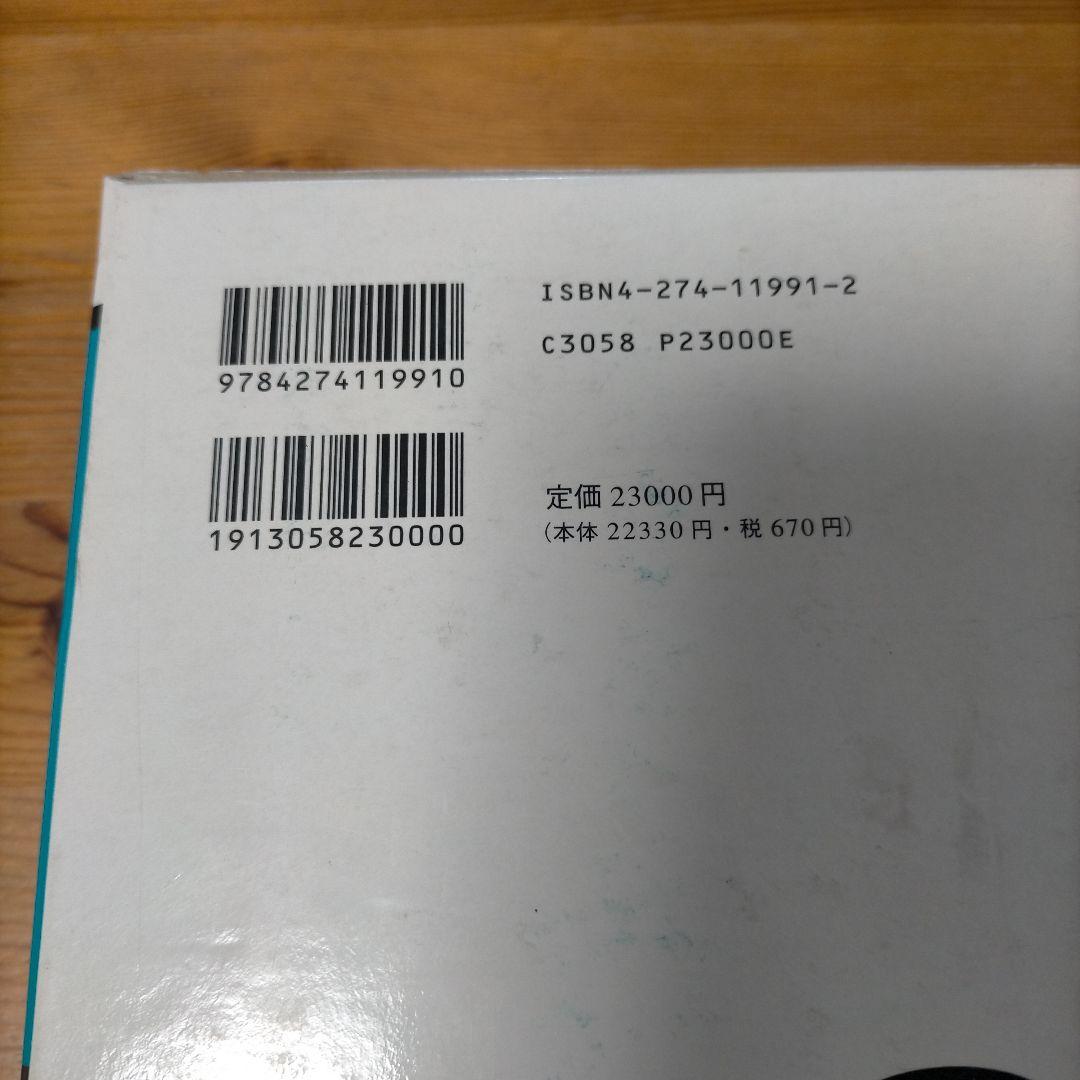 9784274119910
1913058230000
ISBN4-274-11991-2
C3058 P23000E
定価 23000 円
(本体 22330 円・税 670 円)